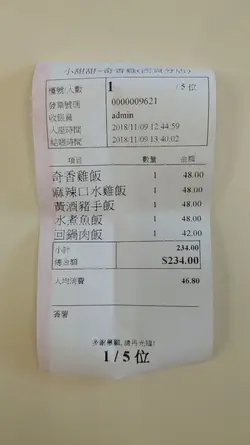 檯號/人數 1 / 5 位
發單號碼 0000009621
收銀員 admin
入座時間 2018/11/09 12:44:59
結賬時間 2018/11/09 13:40:02
項目 數量 金額
奇香雞飯 1 48.00
麻辣口水雞飯 1 48.00
黃酒豬手飯 1 48.00
水煮魚飯 1 48.00
回鍋肉飯 1 42.00
小計 234.00
總金額 $234.00
人均消費 46.80
簽署
多謝惠顧,請再光臨!
1 / 5 位